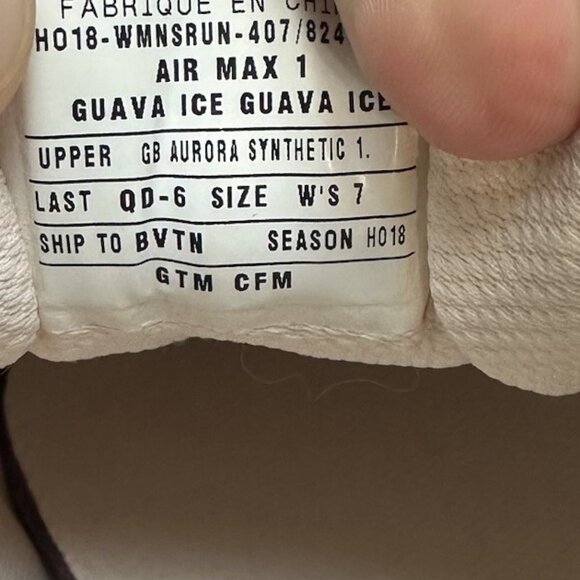 FABRIQUE EN CHI
HO18-WMNSRUN-407/824
AIR MAX 1
GUAVA ICE GUAVA ICE
UPPER GB AURORA SYNTHETIC 1.
LAST QD-6 SIZE W'S 7
SHIP TO BVTN SEASON HO18
GTM CFM